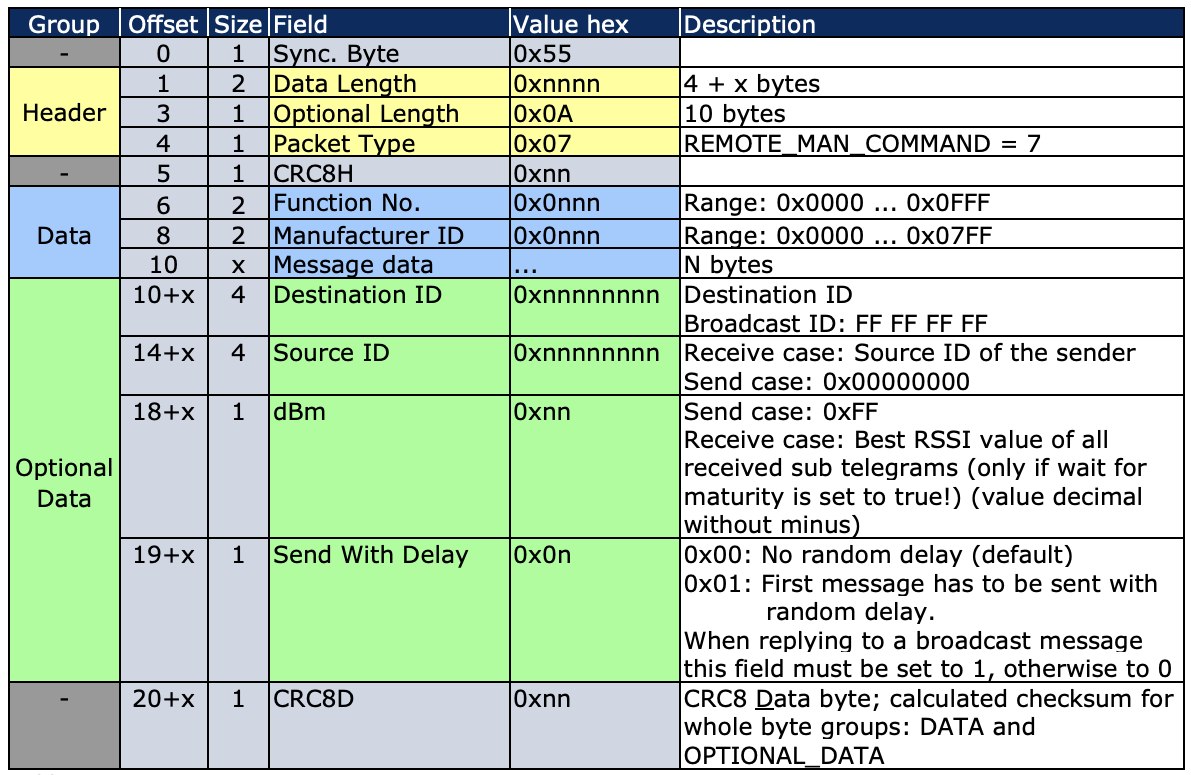 Group Offset Size Field Value hex Description
- 0 1 Sync. Byte 0x55
Header
1 2 Data Length 0xnnnn 4 + x bytes
3 1 Optional Length 0x0A 10 bytes
4 1 Packet Type 0x07 REMOTE_MAN_COMMAND = 7
- 5 1 CRC8H 0xnn
Data
6 2 Function No. 0x0nnn Range: 0x0000 ... 0x0FFF
8 2 Manufacturer ID 0x0nnn Range: 0x0000 ... 0x07FF
10 x Message data ... N bytes
Optional
Data
10+x 4 Destination ID 0xnnnnnnnn Destination ID
Broadcast ID: FF FF FF FF
14+x 4 Source ID 0xnnnnnnnn Receive case: Source ID of the sender
Send case: 0x00000000
18+x 1 dBm 0xnn Send case: 0xFF
Receive case: Best RSSI value of all
received sub telegrams (only if wait for
maturity is set to true!) (value decimal
without minus)
19+x 1 Send With Delay 0x0n 0x00: No random delay (default)
0x01: First message has to be sent with
random delay.
When replying to a broadcast message
this field must be set to 1, otherwise to 0
- 20+x 1 CRC8D 0xnn CRC8 Data byte; calculated checksum for
whole byte groups: DATA and
OPTIONAL_DATA